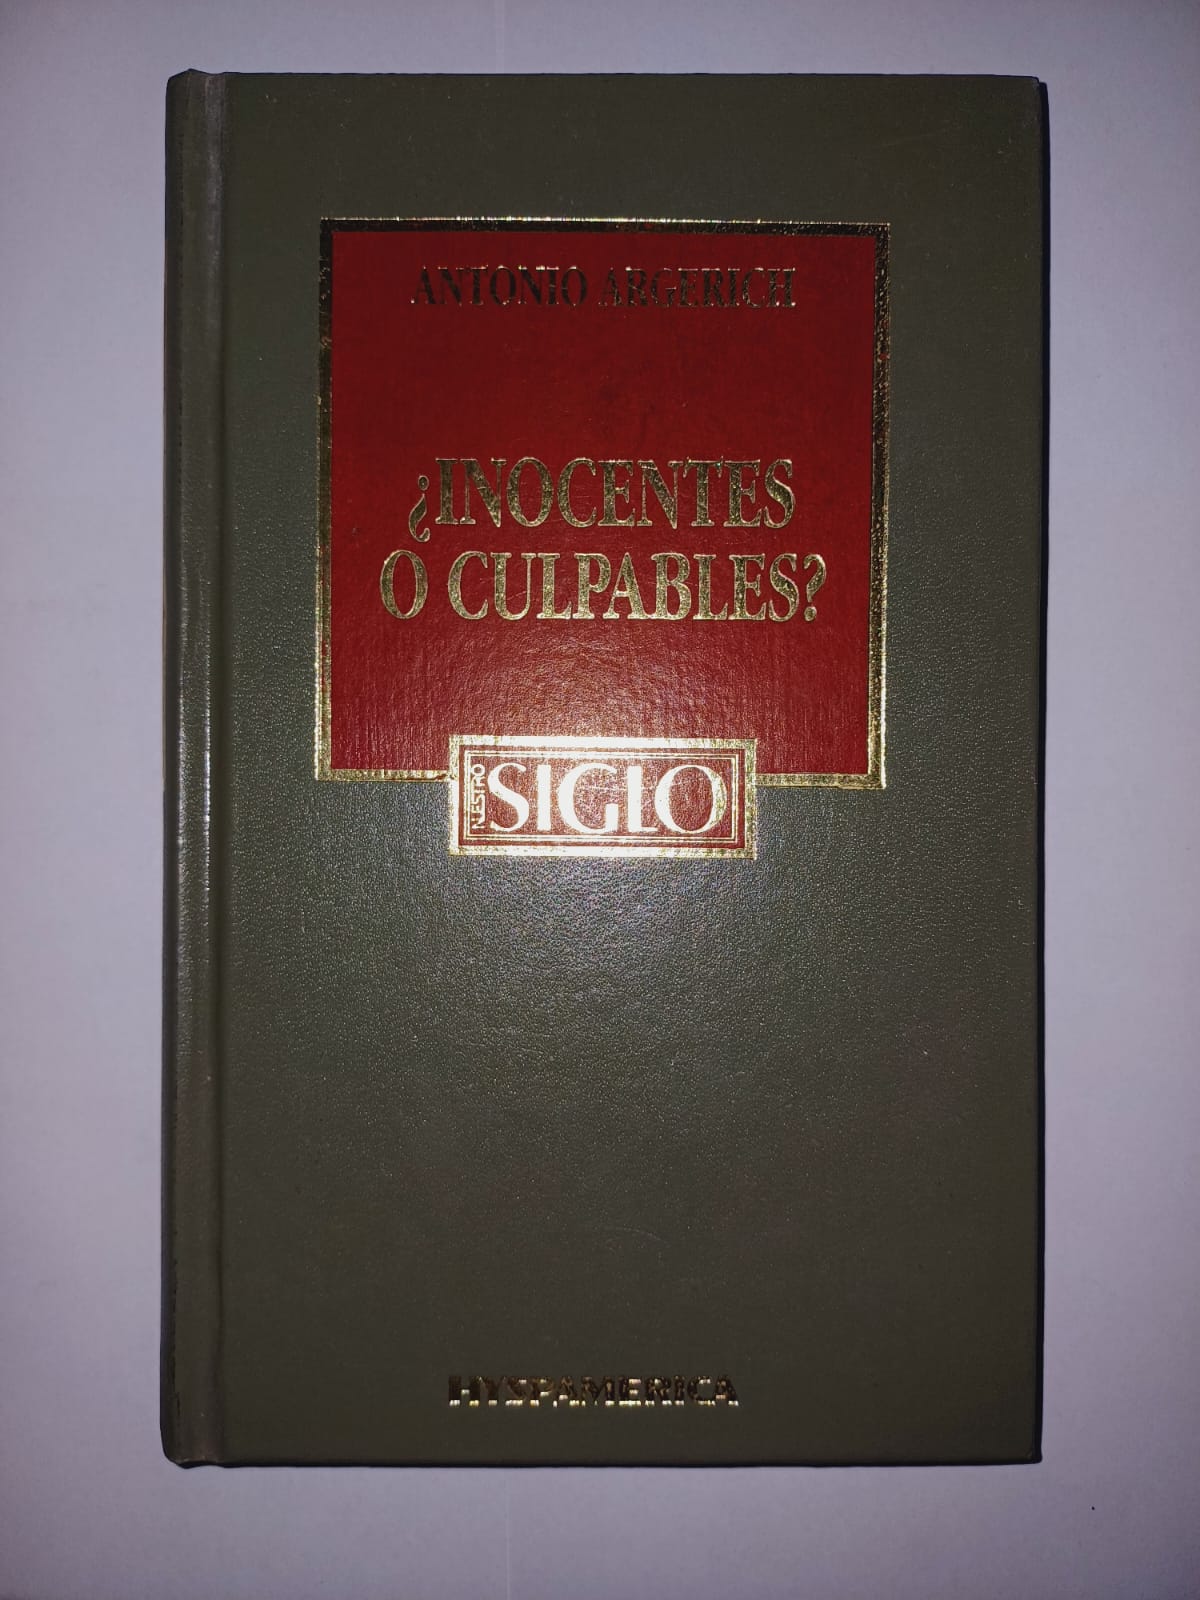 ANTONIO ARGERICH
¿INOCENTES
O CULPABLES?
NUESTRO
SIGLO
HYSPAMERICA